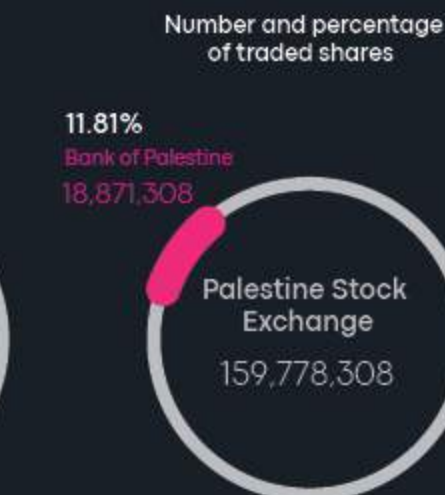 Number and percentage
of traded shares
11.81%
Bank of Palestine
18,871,308
Palestine Stock
Exchange
159,778,308